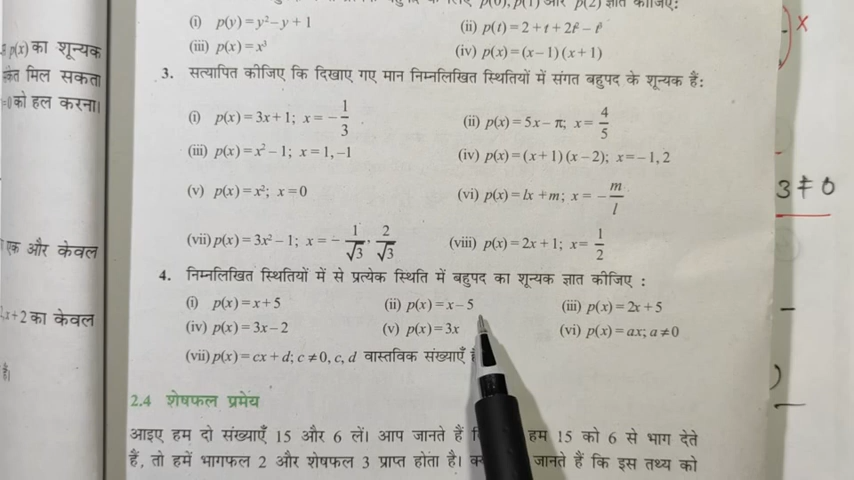 p(0), p(1) और p(2) ज्ञात कीजिए:
(i) p(y) = y² – y + 1 (ii) p(t) = 2 + t + 2t² – t³
(iii) p(x) = x³ (iv) p(x) = (x – 1) (x + 1)
3. सत्यापित कीजिए कि दिखाए गए मान निम्नलिखित स्थितियों में संगत बहुपद के शून्यक हैं:
(i) p(x) = 3x + 1; x = –1/3 (ii) p(x) = 5x – π; x = 4/5
(iii) p(x) = x² – 1; x = 1, –1 (iv) p(x) = (x + 1) (x – 2); x = – 1, 2
(v) p(x) = x²; x = 0 (vi) p(x) = lx + m; x = –m/l
(vii) p(x) = 3x² – 1; x = –1/√3, 2/√3 (viii) p(x) = 2x + 1; x = 1/2
4. निम्नलिखित स्थितियों में से प्रत्येक स्थिति में बहुपद का शून्यक ज्ञात कीजिए :
(i) p(x) = x + 5 (ii) p(x) = x – 5 (iii) p(x) = 2x + 5
(iv) p(x) = 3x – 2 (v) p(x) = 3x (vi) p(x) = ax; a ≠ 0
(vii) p(x) = cx + d; c ≠ 0, c, d वास्तविक संख्याएँ
2.4 शेषफल प्रमेय
आइए हम दो संख्याएँ 15 और 6 लें। आप जानते हैं हम 15 को 6 से भाग देते
हैं, तो हमें भागफल 2 और शेषफल 3 प्राप्त होता है। जानते हैं कि इस तथ्य को
p(x) का शून्यक
मिल सकता
को हल करना।
एक और केवल
x + 2 का केवल
है।
x
3 ≠ 0